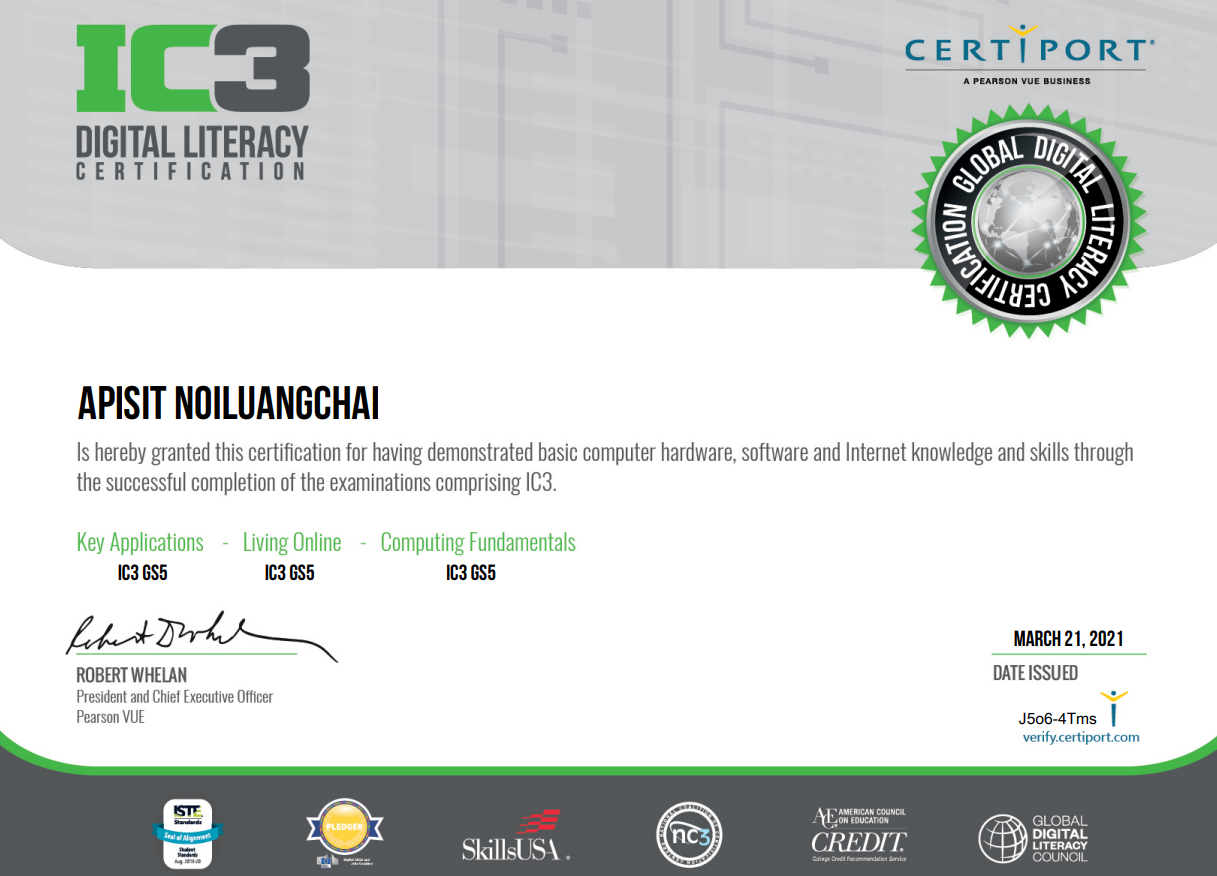 IC3
DIGITAL LITERACY
CERTIFICATION
CERTIPORT®
A PEARSON VUE BUSINESS
GLOBAL DIGITAL LITERACY CERTIFICATION
APISIT NOILUANGCHAI
Is hereby granted this certification for having demonstrated basic computer hardware, software and Internet knowledge and skills through
the successful completion of the examinations comprising IC3.
Key Applications - Living Online - Computing Fundamentals
IC3 GS5 IC3 GS5 IC3 GS5
ROBERT WHELAN
President and Chief Executive Officer
Pearson VUE
MARCH 21, 2021
DATE ISSUED
J5o6-4Tms
verify.certiport.com
ISTE
Standards
Seal of Alignment
Student
Standards
Aug. 2019-20
PLEDGER
SkillsUSA
nc3
ACE AMERICAN COUNCIL
ON EDUCATION
CREDIT
College Credit Recommendation Service
GLOBAL
DIGITAL
LITERACY
COUNCIL